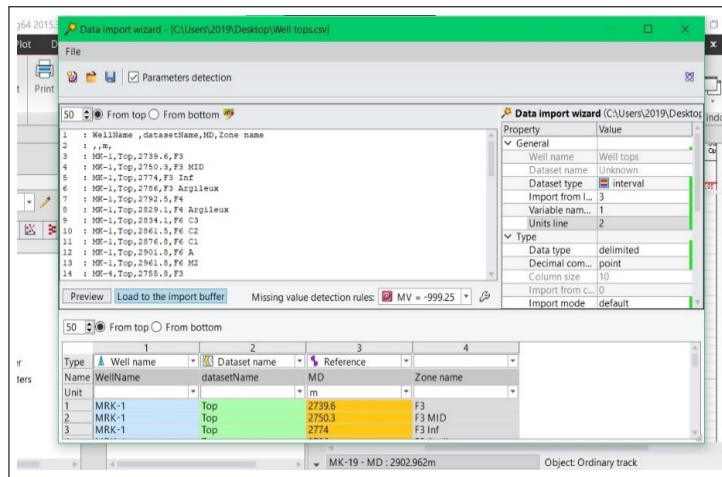 g64 2015.
Data import wizard - [C:\Users\2019\Desktop\Well tops.csv]
Plot
File
Print
Parameters detection
50 From top From bottom
Data import wizard (C:\Users\2019\Desktop
Property Value
1 : WellName ,datasetName,MD,Zone name
2 : ,,m,
3 : MK-1,Top,2739.6,F3
4 : MK-1,Top,2750.3,F3 MID
5 : MK-1,Top,2774,F3 Inf
6 : MK-1,Top,2786,F3 Argileux
7 : MK-1,Top,2792.5,F4
8 : MK-1,Top,2829.1,F4 Argileux
9 : MK-1,Top,2834.1,F6 C3
10 : MK-1,Top,2861.5,F6 C2
11 : MK-1,Top,2876.8,F6 C1
12 : MK-1,Top,2901.8,F6 A
13 : MK-1,Top,2961.8,F6 M2
14 : MK-4,Top,2755.8,F3
General
Well name Well tops
Dataset name Unknown
Dataset type interval
Import from l... 3
Variable nam... 1
Units line 2
Type
Data type delimited
Decimal com... point
Column size 10
Import from c... 0
Import mode default
Preview Load to the import buffer Missing value detection rules: MV = -999.25
50 From top From bottom
1 2 3 4
Type Well name Dataset name Reference
Name WellName datasetName MD Zone name
Unit m
1 MRK-1 Top 2739.6 F3
2 MRK-1 Top 2750.3 F3 MID
3 MRK-1 Top 2774 F3 Inf
ters
MK-19 - MD : 2902.962m Object: Ordinary track